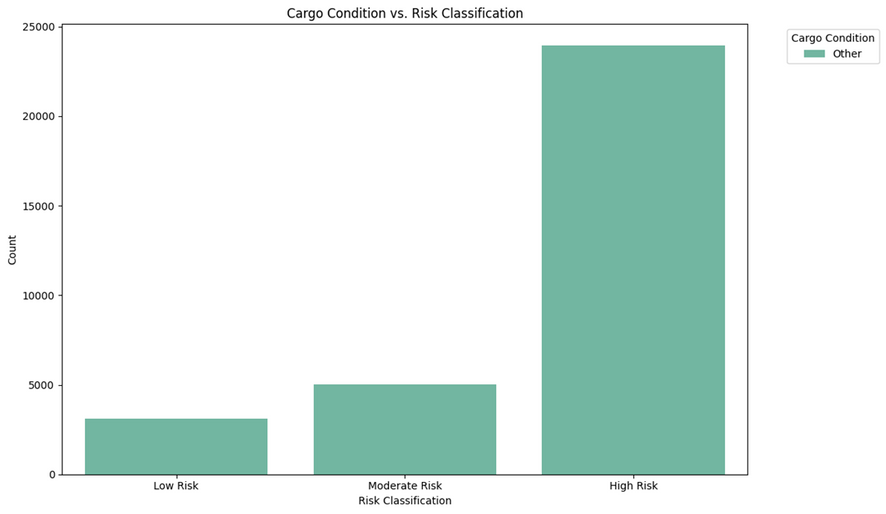 Cargo Condition vs. Risk Classification
Cargo Condition
Other
25000
20000
15000
10000
5000
0
Count
Low Risk
Moderate Risk
High Risk
Risk Classification